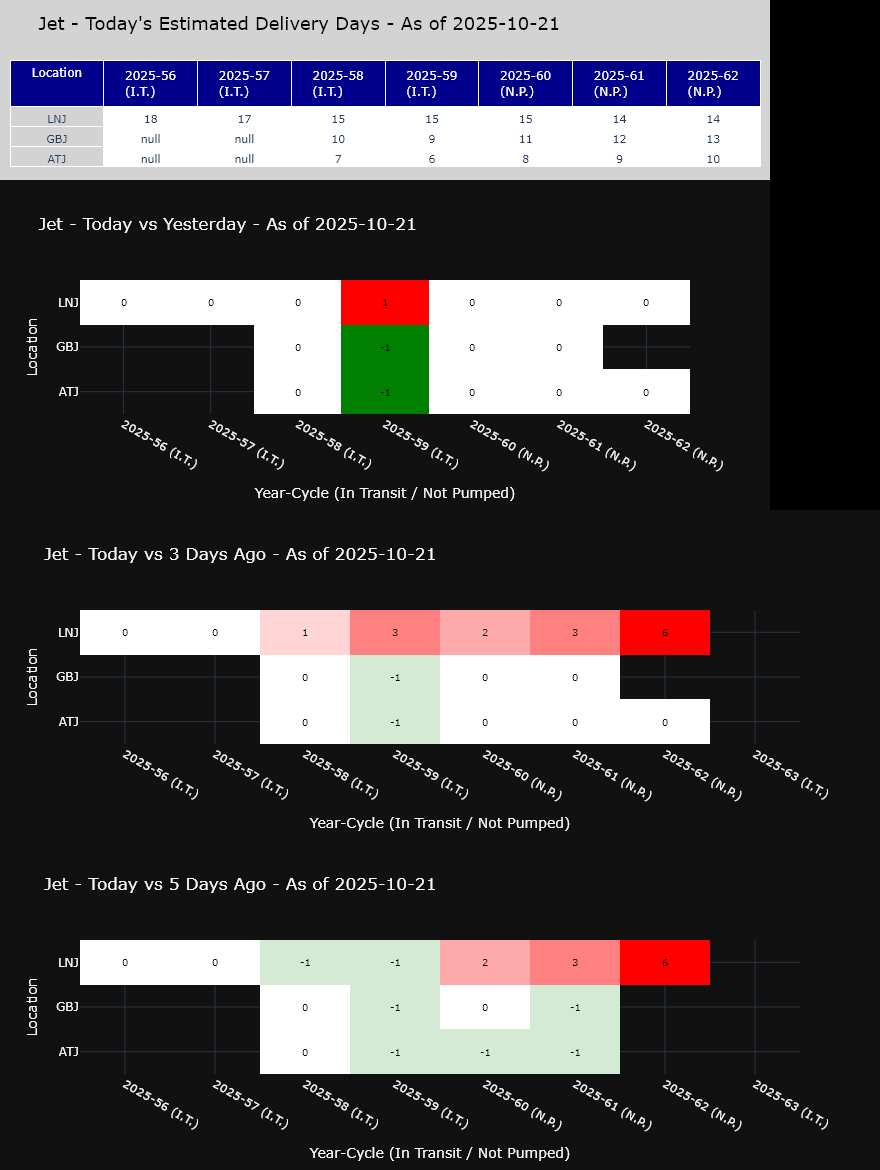 Jet - Today's Estimated Delivery Days - As of 2025-10-21
Location 2025-56 (I.T.) 2025-57 (I.T.) 2025-58 (I.T.) 2025-59 (I.T.) 2025-60 (N.P.) 2025-61 (N.P.) 2025-62 (N.P.)
LNJ 18 17 15 15 15 14 14
GBJ null null 10 9 11 12 13
ATJ null null 7 6 8 9 10
Jet - Today vs Yesterday - As of 2025-10-21
Location
LNJ 0 0 0 1 0 0 0
GBJ 0 -1 0 0
ATJ 0 -1 0 0 0
2025-56 (I.T.) 2025-57 (I.T.) 2025-58 (I.T.) 2025-59 (I.T.) 2025-60 (N.P.) 2025-61 (N.P.) 2025-62 (N.P.)
Year-Cycle (In Transit / Not Pumped)
Jet - Today vs 3 Days Ago - As of 2025-10-21
Location
LNJ 0 0 1 3 2 3 6
GBJ 0 -1 0 0
ATJ 0 -1 0 0 0
2025-56 (I.T.) 2025-57 (I.T.) 2025-58 (I.T.) 2025-59 (I.T.) 2025-60 (N.P.) 2025-61 (N.P.) 2025-62 (N.P.) 2025-63 (I.T.)
Year-Cycle (In Transit / Not Pumped)
Jet - Today vs 5 Days Ago - As of 2025-10-21
Location
LNJ 0 0 -1 -1 2 3 6
GBJ 0 -1 0 -1
ATJ 0 -1 -1 -1
2025-56 (I.T.) 2025-57 (I.T.) 2025-58 (I.T.) 2025-59 (I.T.) 2025-60 (N.P.) 2025-61 (N.P.) 2025-62 (N.P.) 2025-63 (I.T.)
Year-Cycle (In Transit / Not Pumped)